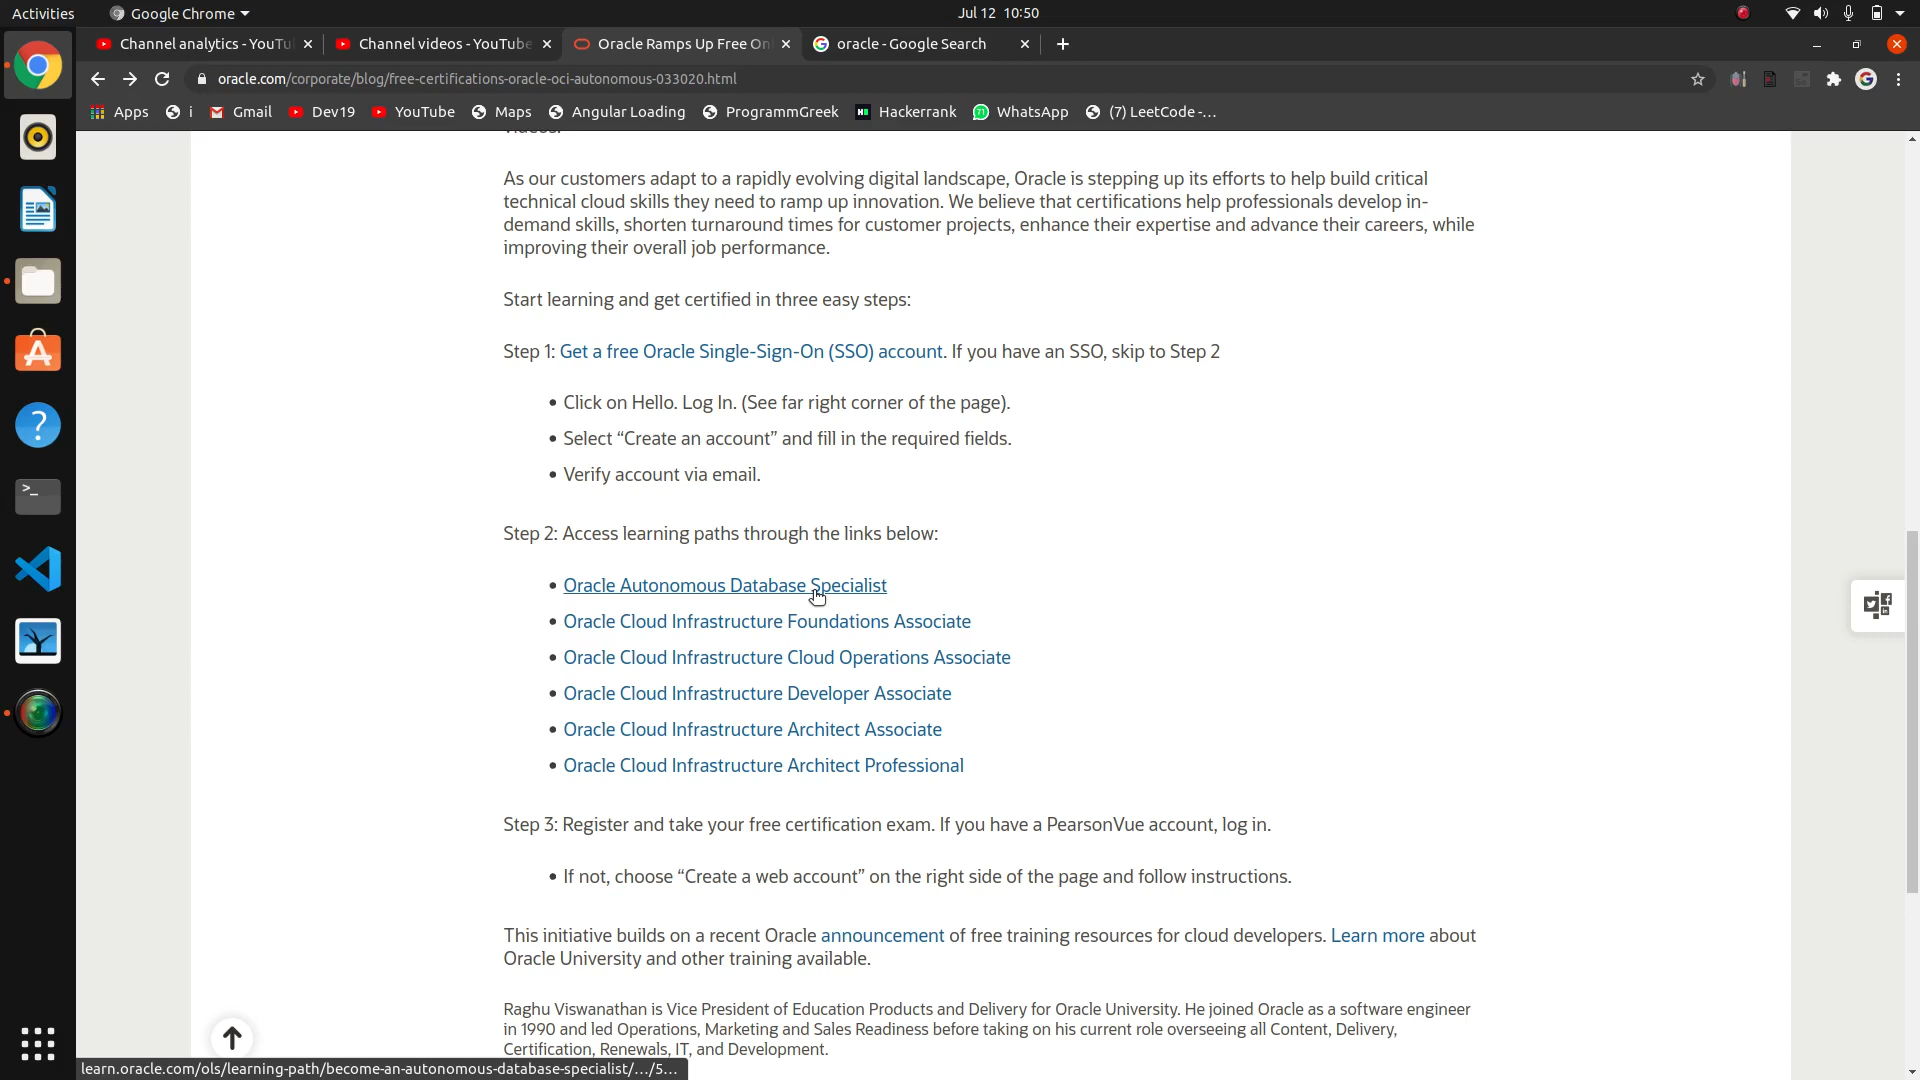 Activities
Google Chrome
Jul 12 10:50
Channel analytics - YouTu
Channel videos - YouTube
Oracle Ramps Up Free On
oracle - Google Search
oracle.com/corporate/blog/free-certifications-oracle-oci-autonomous-033020.html
Apps
i
Gmail
Dev19
YouTube
Maps
Angular Loading
ProgrammGreek
Hackerrank
WhatsApp
(7) LeetCode -...
videos.
As our customers adapt to a rapidly evolving digital landscape, Oracle is stepping up its efforts to help build critical
technical cloud skills they need to ramp up innovation. We believe that certifications help professionals develop in-
demand skills, shorten turnaround times for customer projects, enhance their expertise and advance their careers, while
improving their overall job performance.
Start learning and get certified in three easy steps:
Step 1: Get a free Oracle Single-Sign-On (SSO) account. If you have an SSO, skip to Step 2
• Click on Hello. Log In. (See far right corner of the page).
• Select “Create an account” and fill in the required fields.
• Verify account via email.
Step 2: Access learning paths through the links below:
• Oracle Autonomous Database Specialist
• Oracle Cloud Infrastructure Foundations Associate
• Oracle Cloud Infrastructure Cloud Operations Associate
• Oracle Cloud Infrastructure Developer Associate
• Oracle Cloud Infrastructure Architect Associate
• Oracle Cloud Infrastructure Architect Professional
Step 3: Register and take your free certification exam. If you have a PearsonVue account, log in.
• If not, choose “Create a web account” on the right side of the page and follow instructions.
This initiative builds on a recent Oracle announcement of free training resources for cloud developers. Learn more about
Oracle University and other training available.
Raghu Viswanathan is Vice President of Education Products and Delivery for Oracle University. He joined Oracle as a software engineer
in 1990 and led Operations, Marketing and Sales Readiness before taking on his current role overseeing all Content, Delivery,
Certification, Renewals, IT, and Development.
learn.oracle.com/ols/learning-path/become-an-autonomous-database-specialist/.../5...